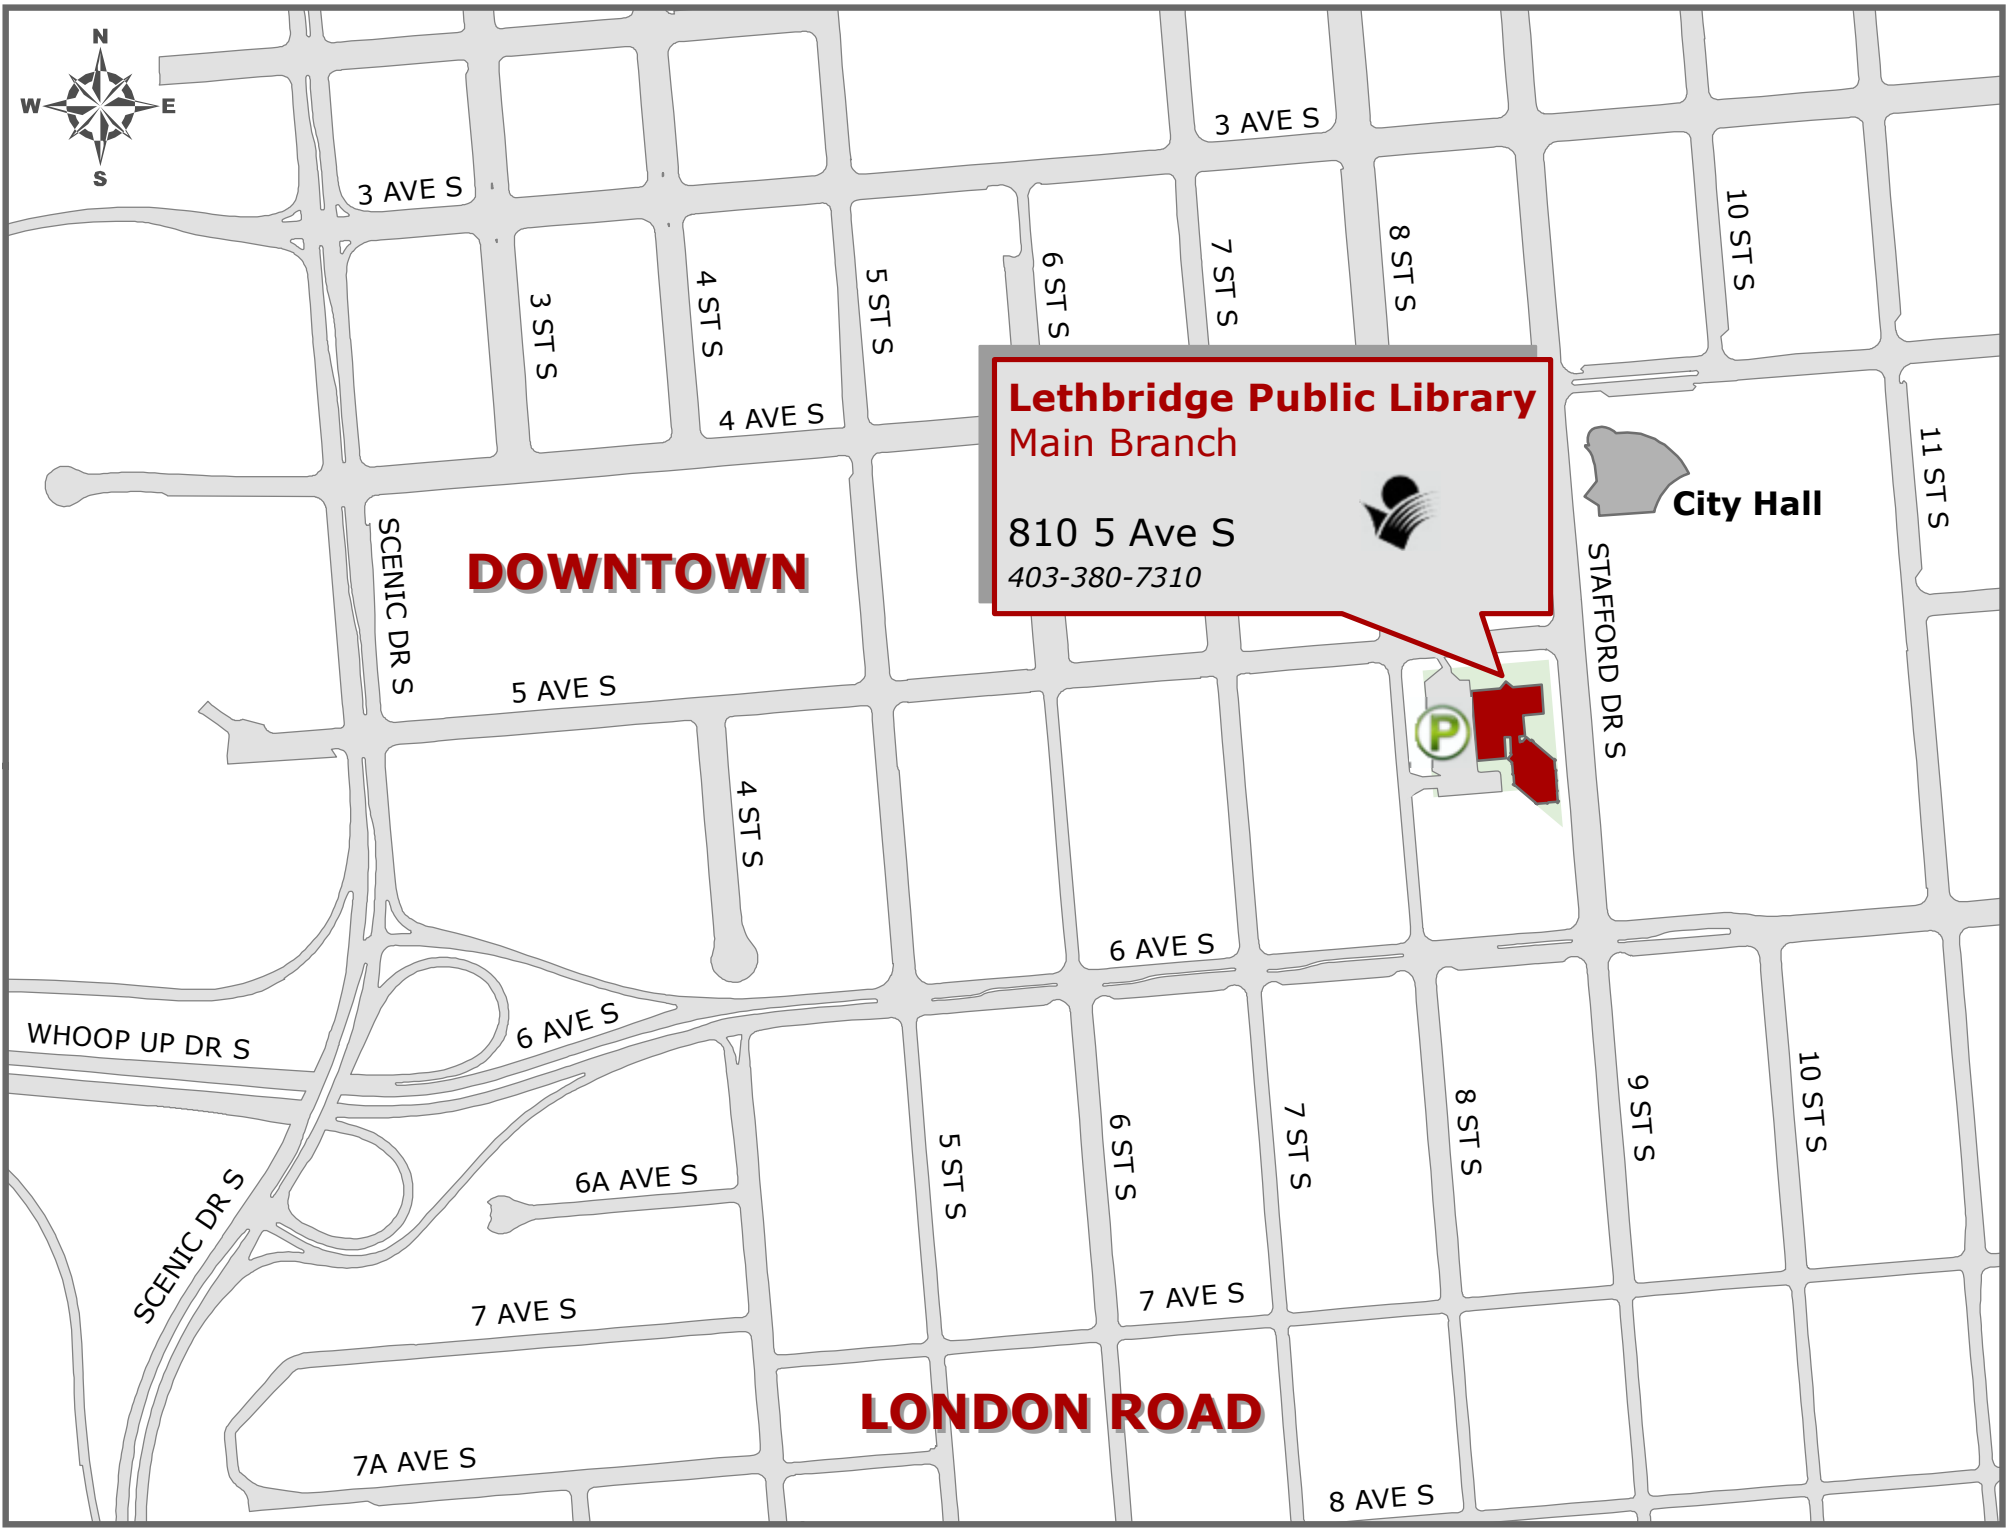 N
W E
S
3 AVE S
3 AVE S
10 ST S
8 ST S
7 ST S
6 ST S
5 ST S
4 ST S
3 ST S
4 AVE S
Lethbridge Public Library
Main Branch
810 5 Ave S
403-380-7310
City Hall
11 ST S
SCENIC DR S
DOWNTOWN
STAFFORD DR S
5 AVE S
P
4 ST S
6 AVE S
6 AVE S
WHOOP UP DR S
10 ST S
9 ST S
8 ST S
7 ST S
6 ST S
5 ST S
6A AVE S
SCENIC DR S
7 AVE S
7 AVE S
LONDON ROAD
7A AVE S
8 AVE S